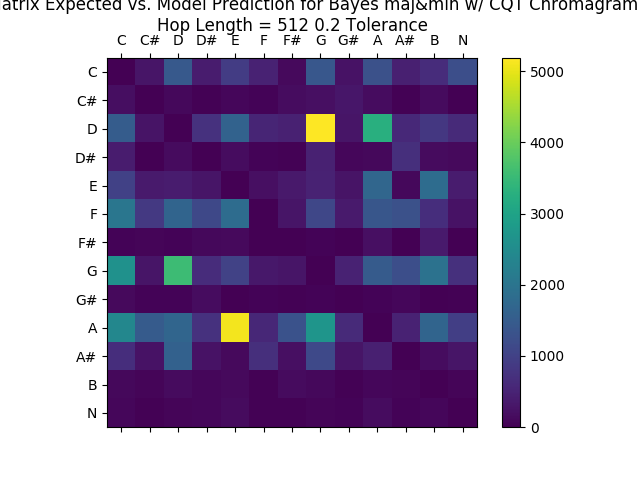 atrix Expected vs. Model Prediction for Bayes maj&min w/ CQT Chromagram
Hop Length = 512 0.2 Tolerance
C C# D D# E F F# G G# A A# B N
C
C#
D
D#
E
F
F#
G
G#
A
A#
B
N
5000
4000
3000
2000
1000
0